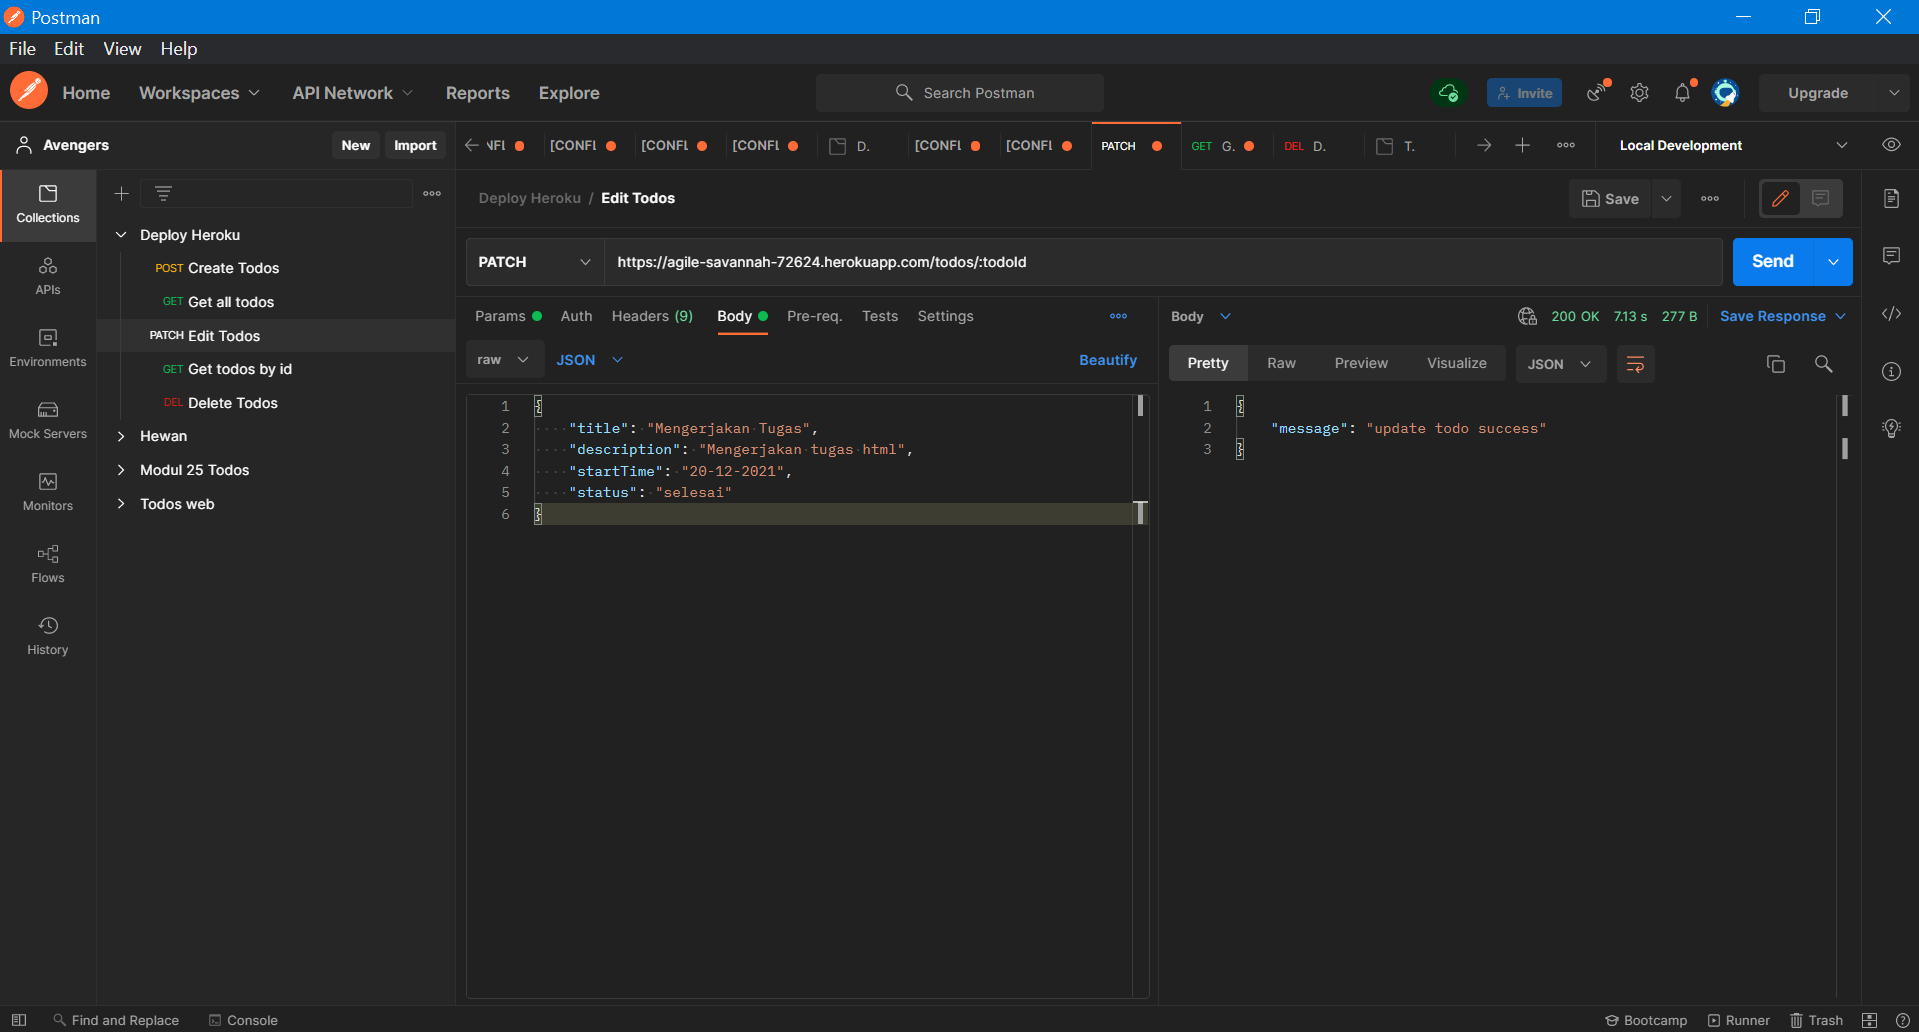 Postman
File Edit View Help
Home Workspaces API Network Reports Explore Search Postman Invite Upgrade
Avengers New Import NFL [CONFL [CONFL [CONFL D. [CONFL [CONFL PATCH GET G. DEL D. T. Local Development
Collections
APIs
Environments
Mock Servers
Monitors
Flows
History
Deploy Heroku
POST Create Todos
GET Get all todos
PATCH Edit Todos
GET Get todos by id
DEL Delete Todos
Hewan
Modul 25 Todos
Todos web
Deploy Heroku / Edit Todos Save
PATCH https://agile-savannah-72624.herokuapp.com/todos/:todoId Send
Params Auth Headers (9) Body Pre-req. Tests Settings
raw JSON Beautify
1 {
2 "title": "Mengerjakan Tugas",
3 "description": "Mengerjakan tugas html",
4 "startTime": "20-12-2021",
5 "status": "selesai"
6 }
Body 200 OK 7.13 s 277 B Save Response
Pretty Raw Preview Visualize JSON
1 {
2 "message": "update todo success"
3 }
Find and Replace Console Bootcamp Runner Trash